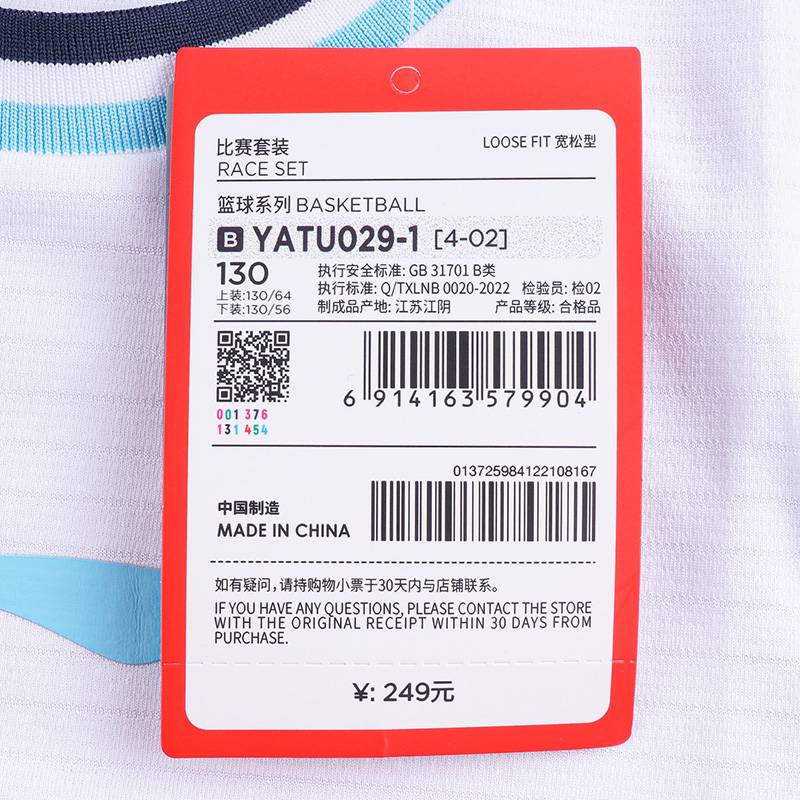 比赛套装
RACE SET
LOOSE FIT 宽松型
篮球系列 BASKETBALL
B YATU029-1 [4-02]
130
上装:130/64
下装:130/56
执行安全标准: GB 31701 B类
执行标准: Q/TXLNB 0020-2022 检验员: 检02
制成品产地: 江苏江阴 产品等级: 合格品
001 376
131 454
6 914163 579904
013725984122108167
中国制造
MADE IN CHINA
如有疑问,请持购物小票于30天内与店铺联系。
IF YOU HAVE ANY QUESTIONS, PLEASE CONTACT THE STORE
WITH THE ORIGINAL RECEIPT WITHIN 30 DAYS FROM
PURCHASE.
¥: 249元